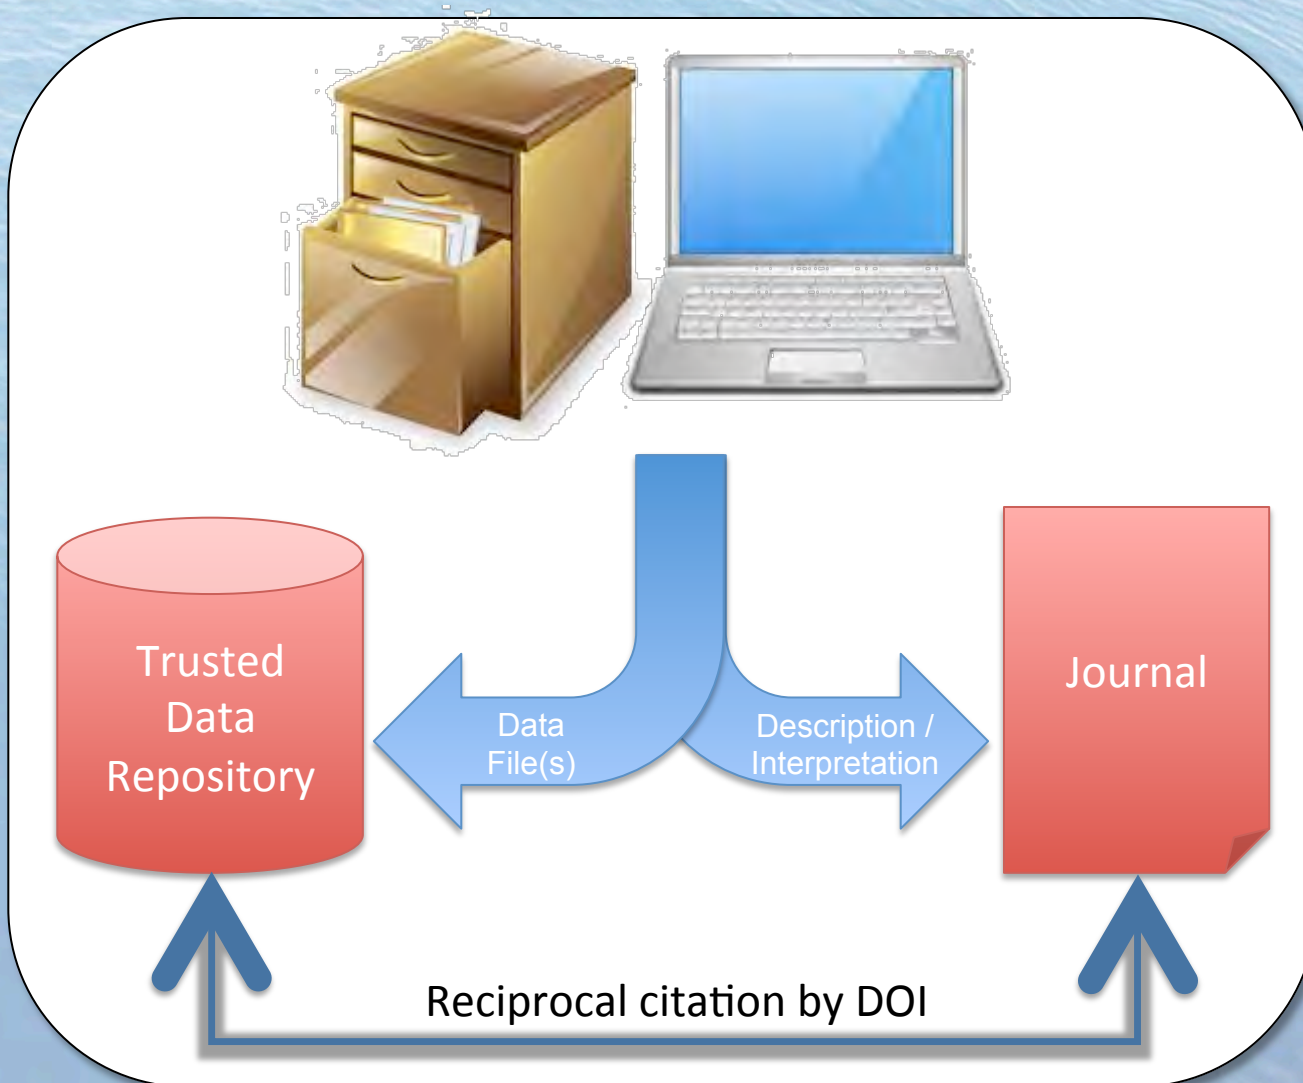 Trusted
Data
Repository
Data
File(s)
Description /
Interpretation
Journal
Reciprocal citation by DOI